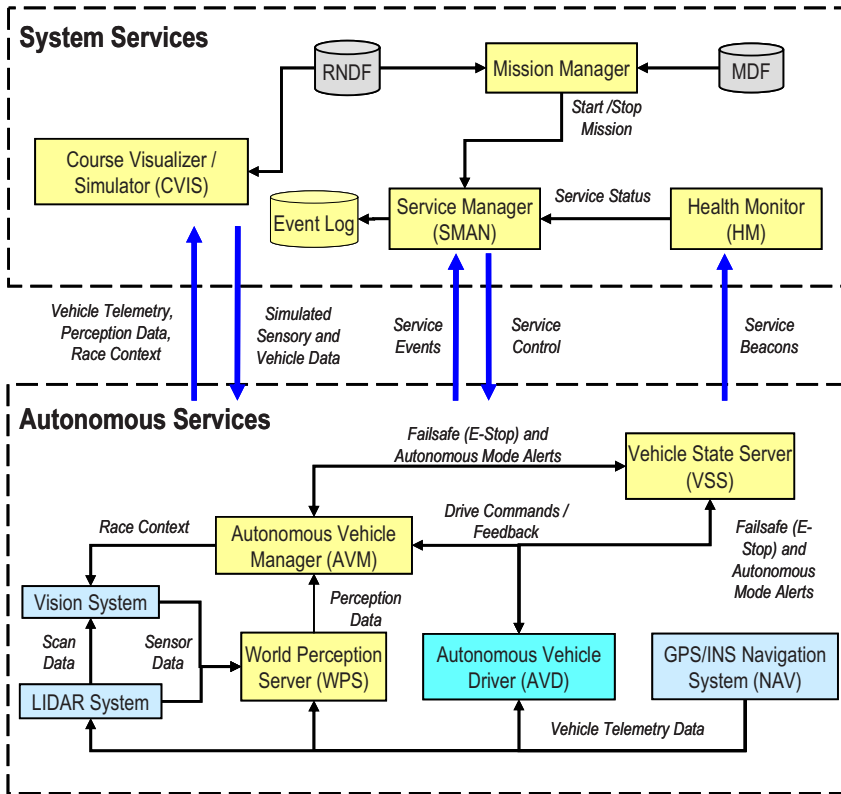 System Services
RNDF
Mission Manager
MDF
Start /Stop
Mission
Course Visualizer /
Simulator (CVIS)
Event Log
Service Manager
(SMAN)
Service Status
Health Monitor
(HM)
Vehicle Telemetry,
Perception Data,
Race Context
Simulated
Sensory and
Vehicle Data
Service
Events
Service
Control
Service
Beacons
Autonomous Services
Failsafe (E-Stop) and
Autonomous Mode Alerts
Vehicle State Server
(VSS)
Race Context
Autonomous Vehicle
Manager (AVM)
Drive Commands /
Feedback
Failsafe (E-
Stop) and
Autonomous
Mode Alerts
Vision System
Perception
Data
Scan
Data
Sensor
Data
World Perception
Server (WPS)
Autonomous Vehicle
Driver (AVD)
GPS/INS Navigation
System (NAV)
LIDAR System
Vehicle Telemetry Data